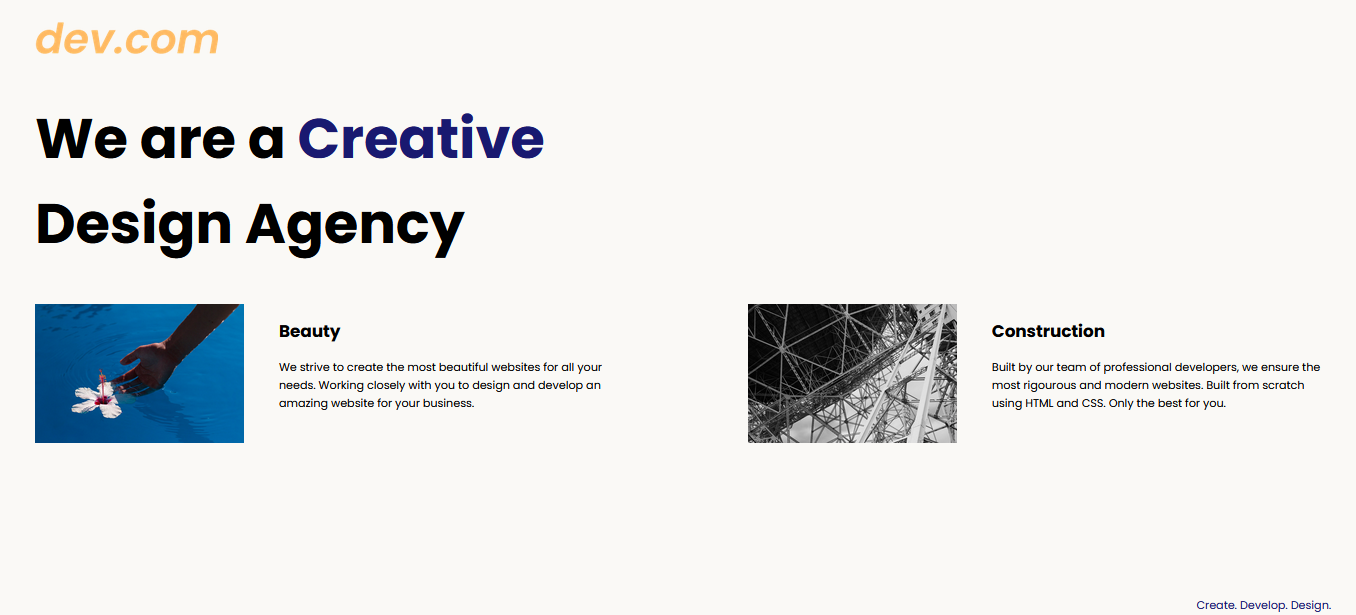 dev.com
We are a Creative
Design Agency
Beauty
We strive to create the most beautiful websites for all your
needs. Working closely with you to design and develop an
amazing website for your business.
Construction
Built by our team of professional developers, we ensure the
most rigourous and modern websites. Built from scratch
using HTML and CSS. Only the best for you.
Create. Develop. Design.